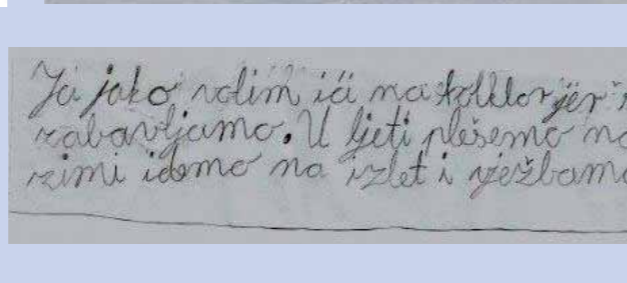 Ja jako volim ići na folklor jer
zabavljamo. U ljeti plešemo na
zimi idemo na izlet i vježbamo